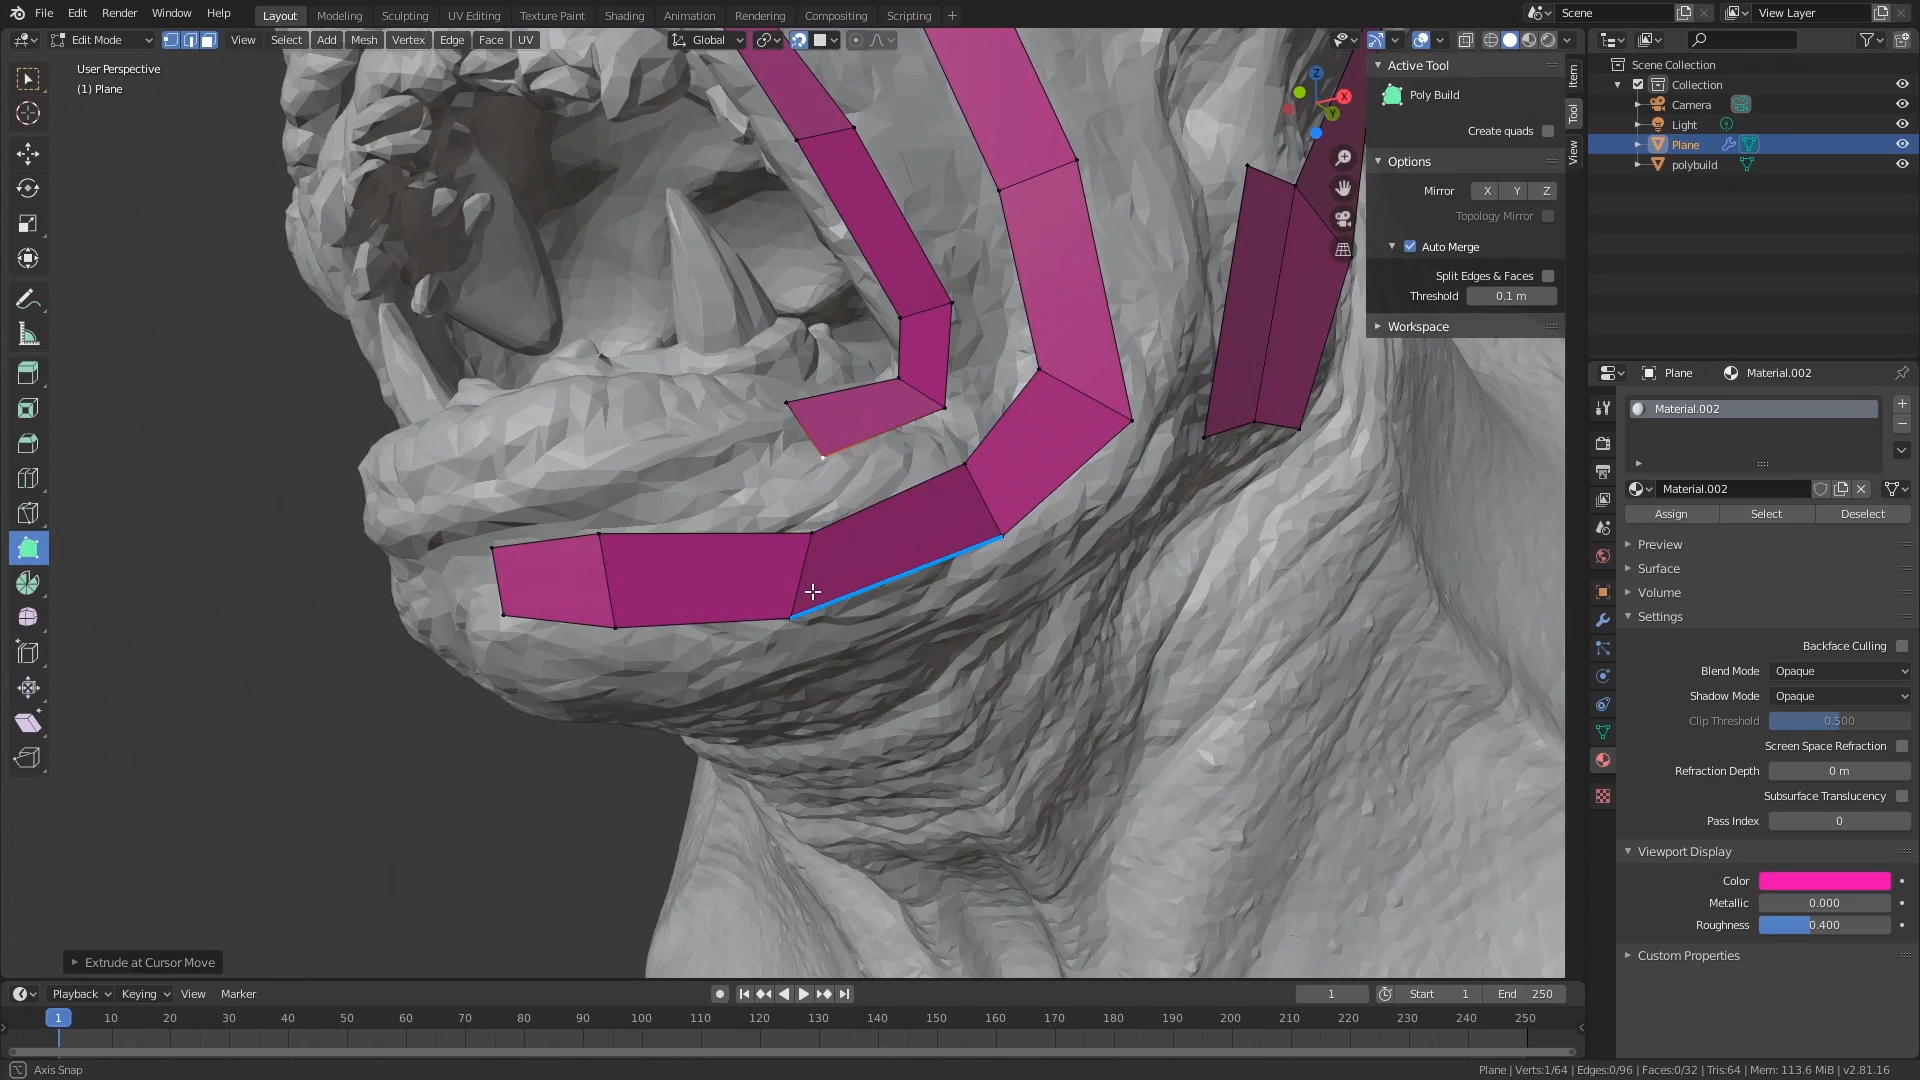 File Edit Render Window Help Layout Modeling Sculpting UV Editing Texture Paint Shading Animation Rendering Compositing Scripting + Scene View Layer
Edit Mode View Select Add Mesh Vertex Edge Face UV Global
User Perspective
(1) Plane
Z
X
Y
Active Tool
Poly Build
Create quads
Options
Mirror X Y Z
Topology Mirror
Auto Merge
Split Edges & Faces
Threshold 0.1 m
Workspace
Item
Tool
View
Scene Collection
Collection
Camera
Light
Plane
polybuild
Plane Material.002
Material.002
Material.002
Assign Select Deselect
Preview
Surface
Volume
Settings
Backface Culling
Blend Mode Opaque
Shadow Mode Opaque
Clip Threshold 0.500
Screen Space Refraction
Refraction Depth 0 m
Subsurface Translucency
Pass Index 0
Viewport Display
Color
Metallic 0.000
Roughness 0.400
Custom Properties
Extrude at Cursor Move
Playback Keying View Marker 1 Start 1 End 250
1 10 20 30 40 50 60 70 80 90 100 110 120 130 140 150 160 170 180 190 200 210 220 230 240 250
Axis Snap
Plane | Verts:1/64 | Edges:0/96 | Faces:0/32 | Tris:64 | Mem: 113.6 MiB | v2.81.16